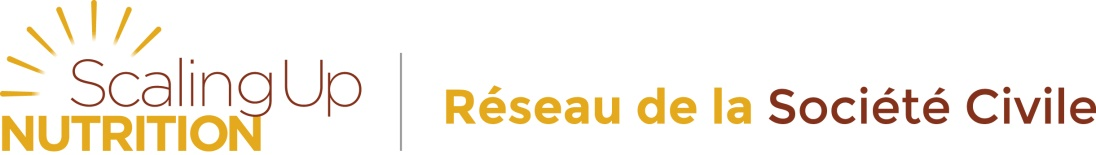 Scaling Up
NUTRITION
Réseau de la Société Civile